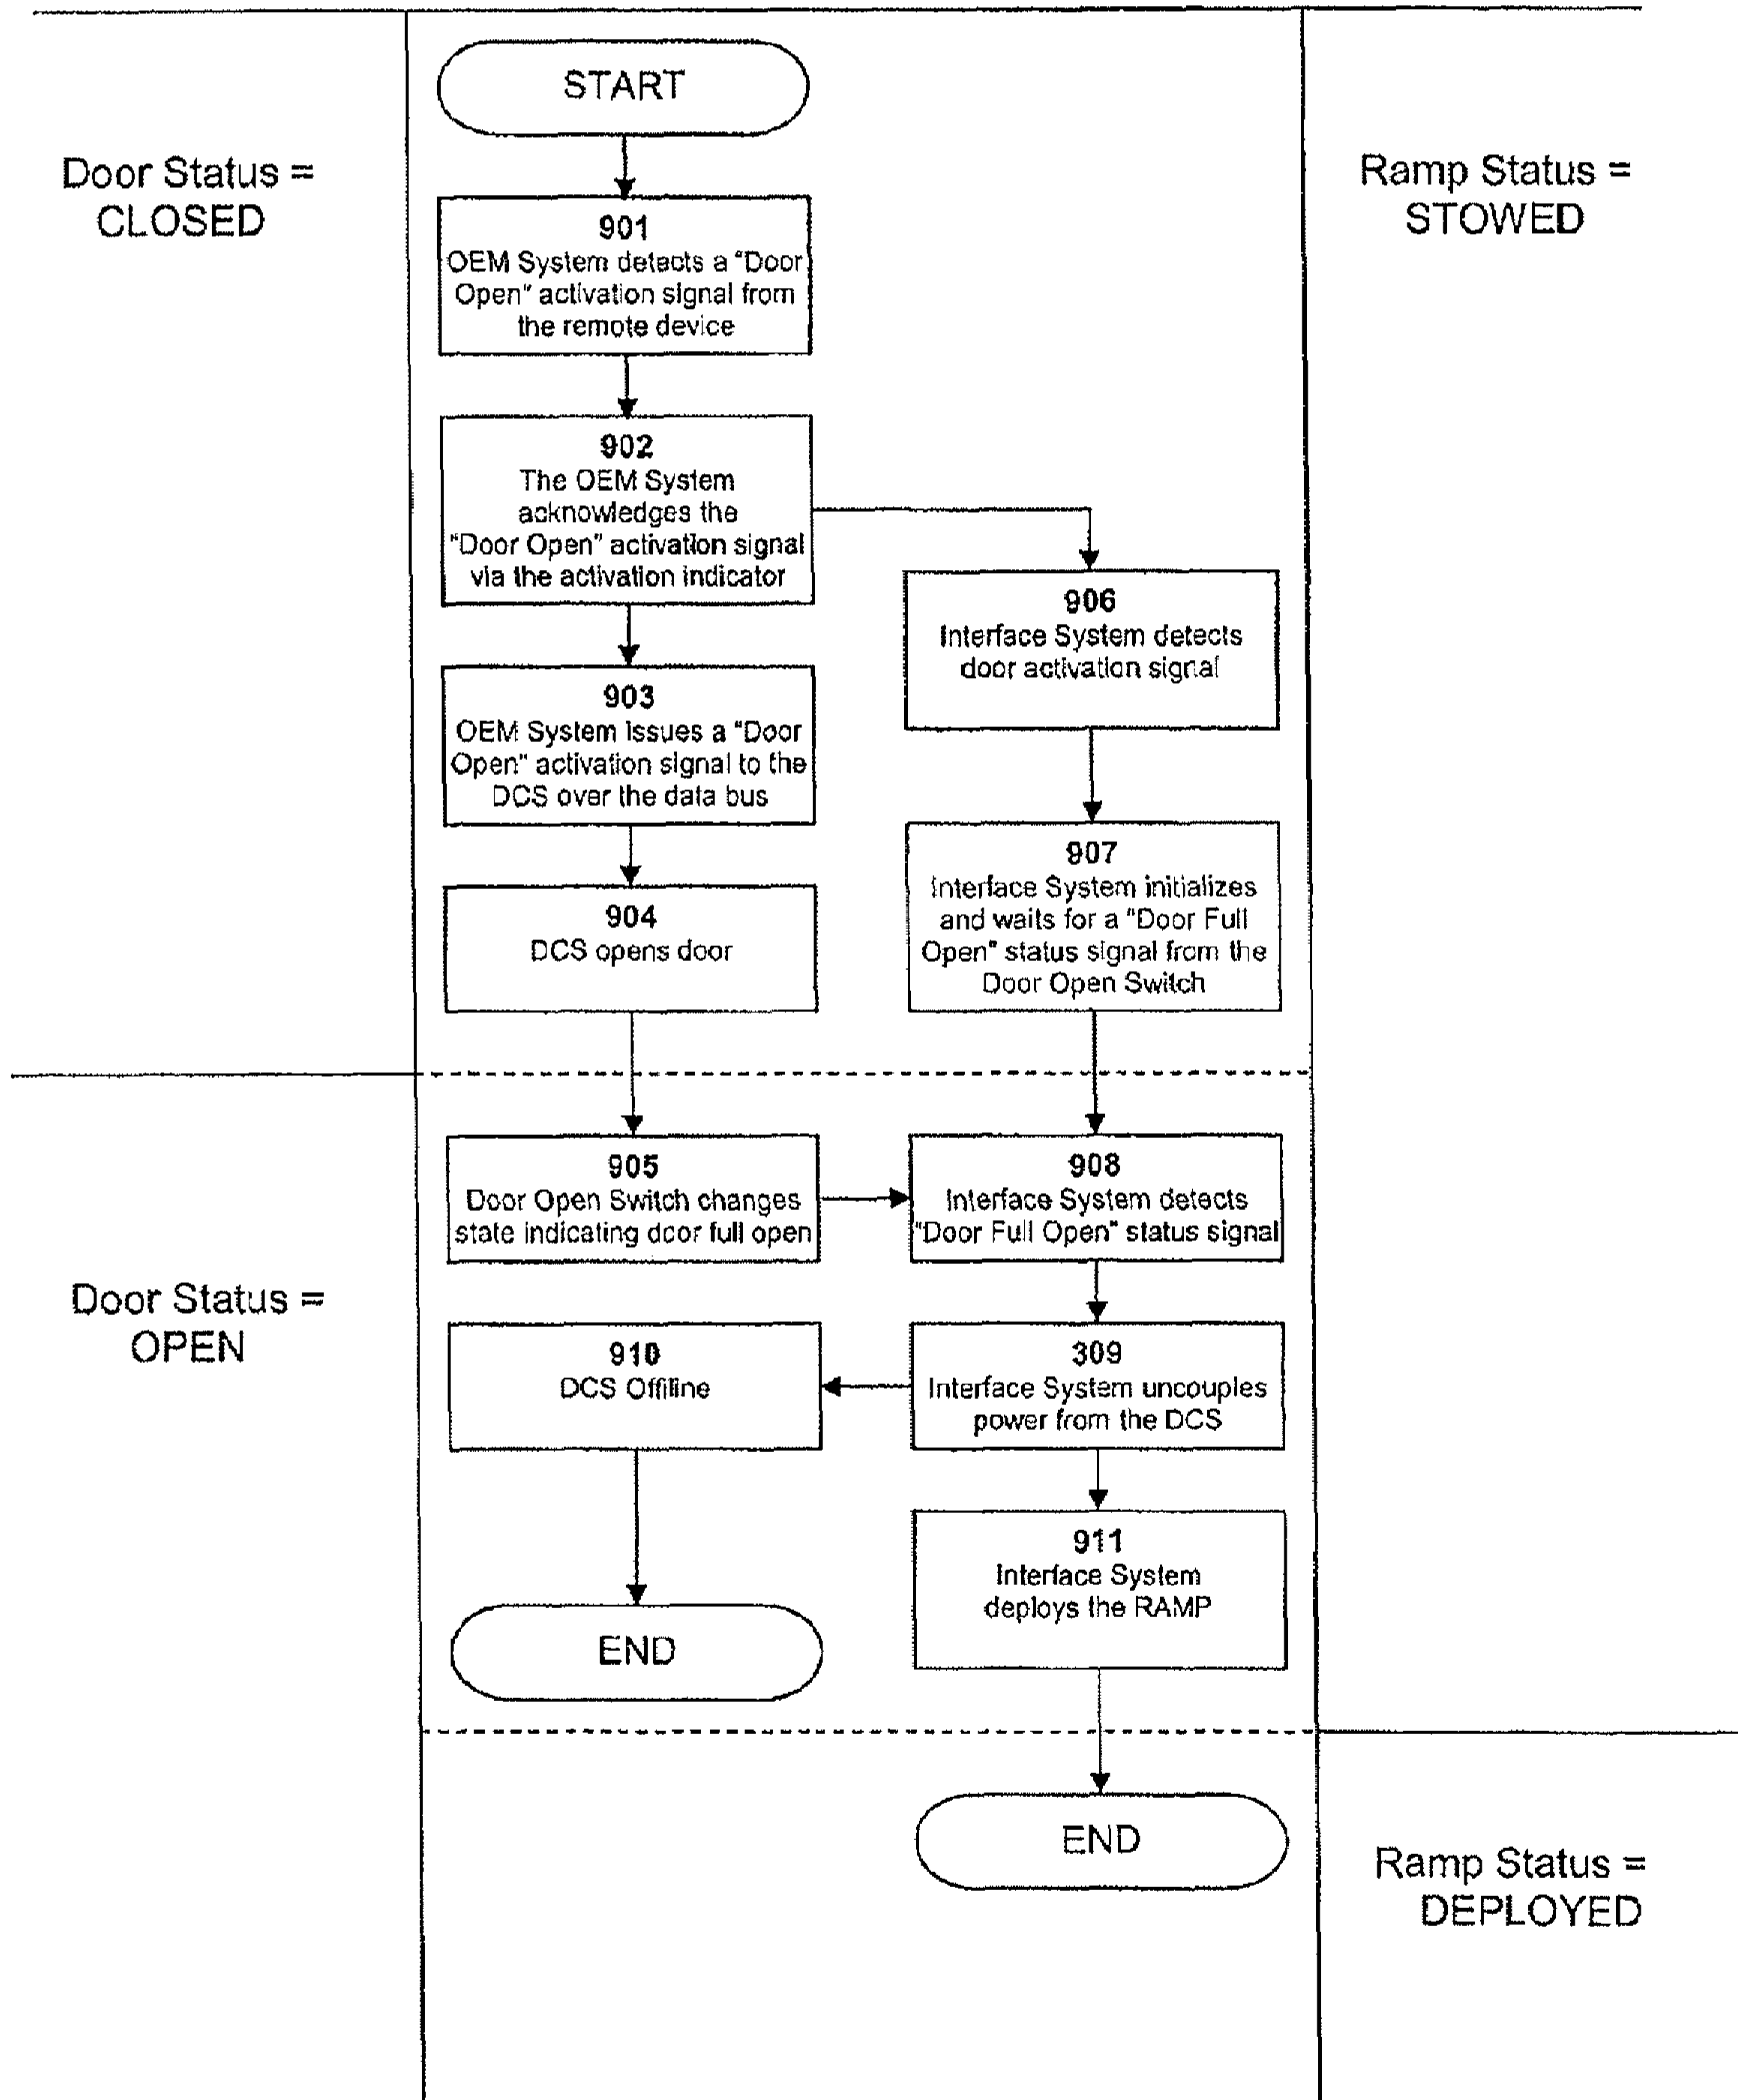 START
Door Status =
CLOSED
Ramp Status =
STOWED
901
OEM System detects a "Door
Open" activation signal from
the remote device
902
The OEM System
acknowledges the
"Door Open" activation signal
via the activation indicator
906
Interface System detects
door activation signal
903
OEM System issues a "Door
Open" activation signal to the
DCS over the data bus
907
Interface System initializes
and waits for a "Door Full
Open" status signal from the
Door Open Switch
904
DCS opens door
905
Door Open Switch changes
state indicating door full open
908
Interface System detects
"Door Full Open" status signal
Door Status =
OPEN
910
DCS Offiline
309
Interface System uncouples
power from the DCS
911
Interface System
deploys the RAMP
END
END
Ramp Status =
DEPLOYED